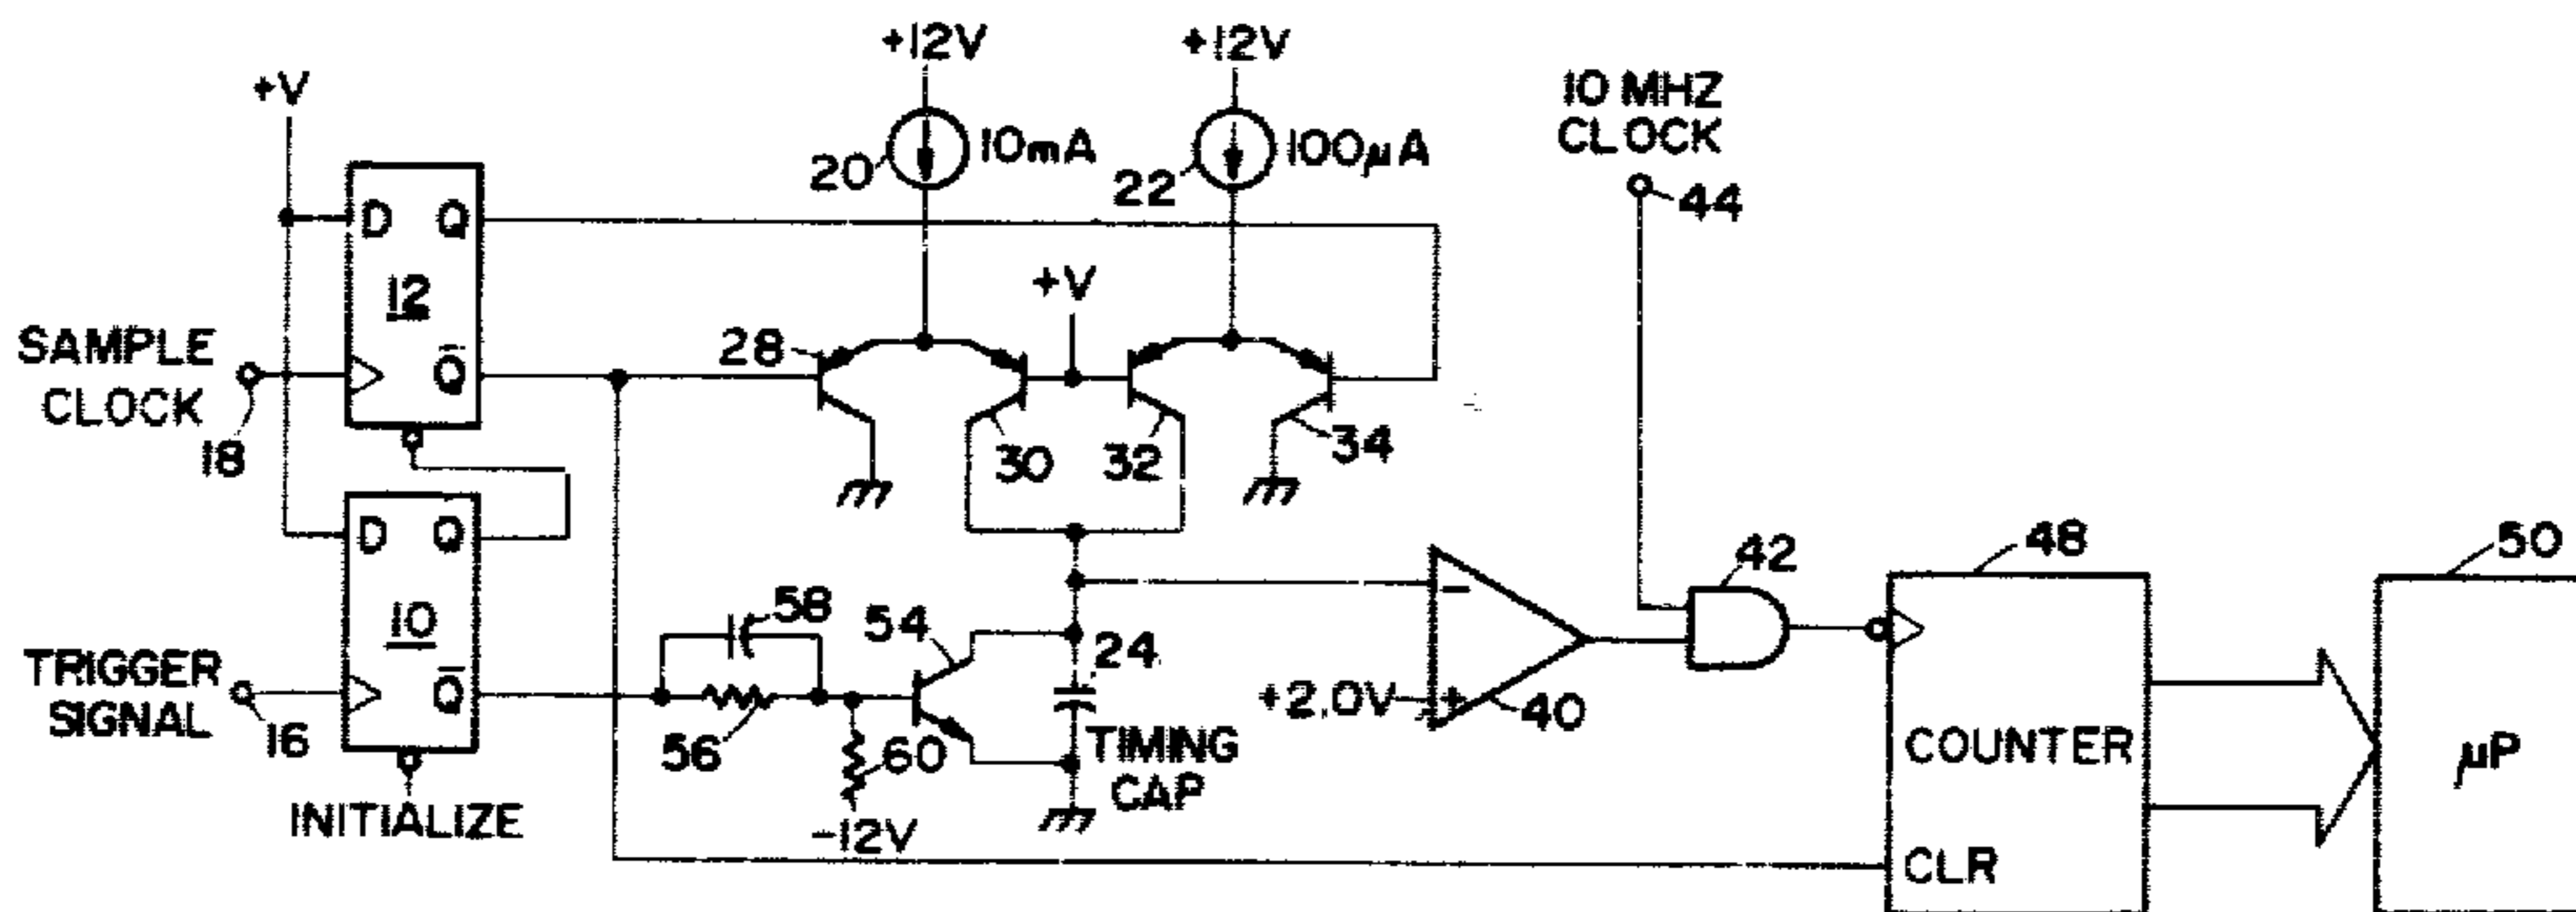 +12V
+12V
+V
10 MHZ
CLOCK
20
10mA
22
100µA
44
D
Q
12
Q̄
+V
SAMPLE
CLOCK
18
28
30
32
34
D
Q
10
Q̄
TRIGGER
SIGNAL
16
INITIALIZE
58
54
24
56
60
-12V
TIMING
CAP
+2.0V
-
+
40
42
48
50
COUNTER
CLR
µP